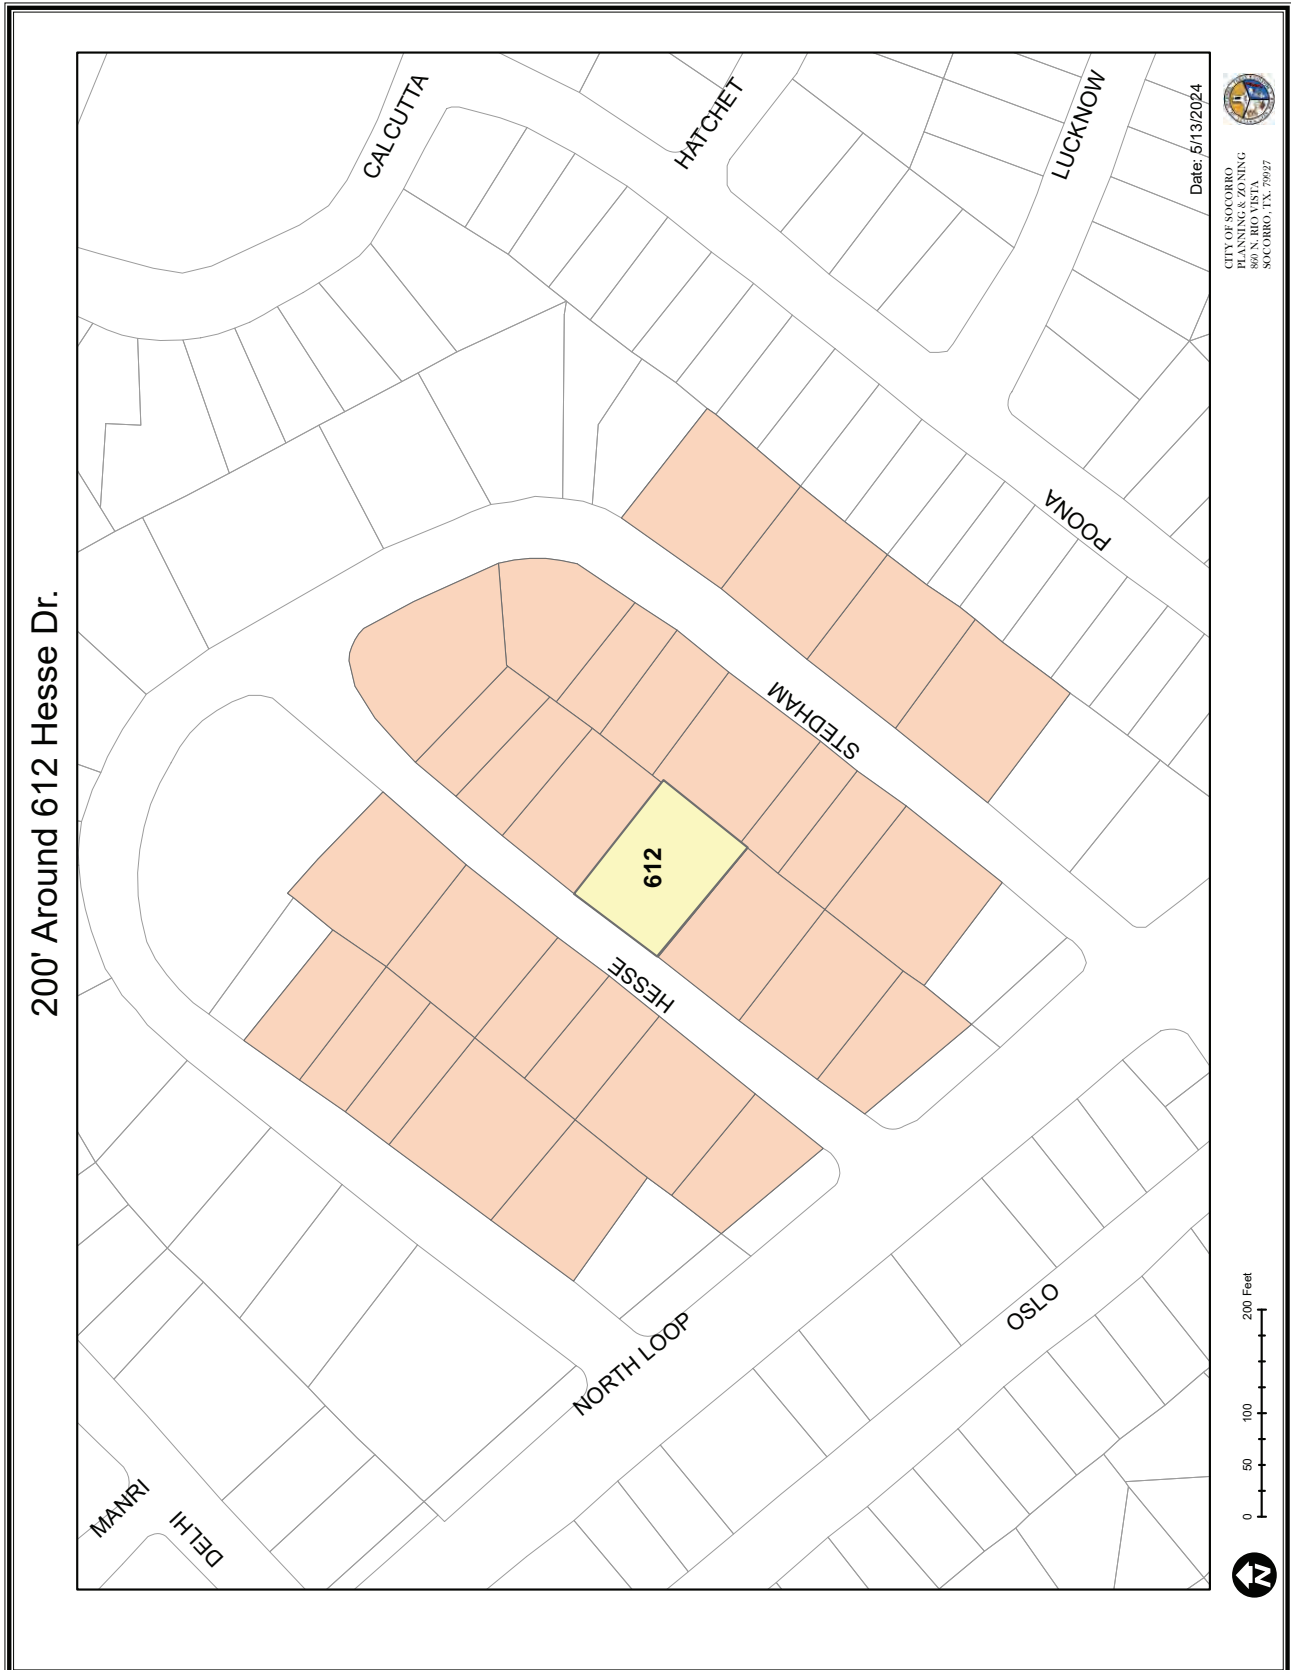 200' Around 612 Hesse Dr.
CALCUTTA
HATCHET
LUCKNOW
POONA
STEDHAM
612
HESSE
NORTH LOOP
OSLO
MANRI
DELHI
Date: 5/13/2024
CITY OF SOCORRO
PLANNING & ZONING
860 N. RIO VISTA
SOCORRO, TX. 79927
0 50 100 200 Feet
N